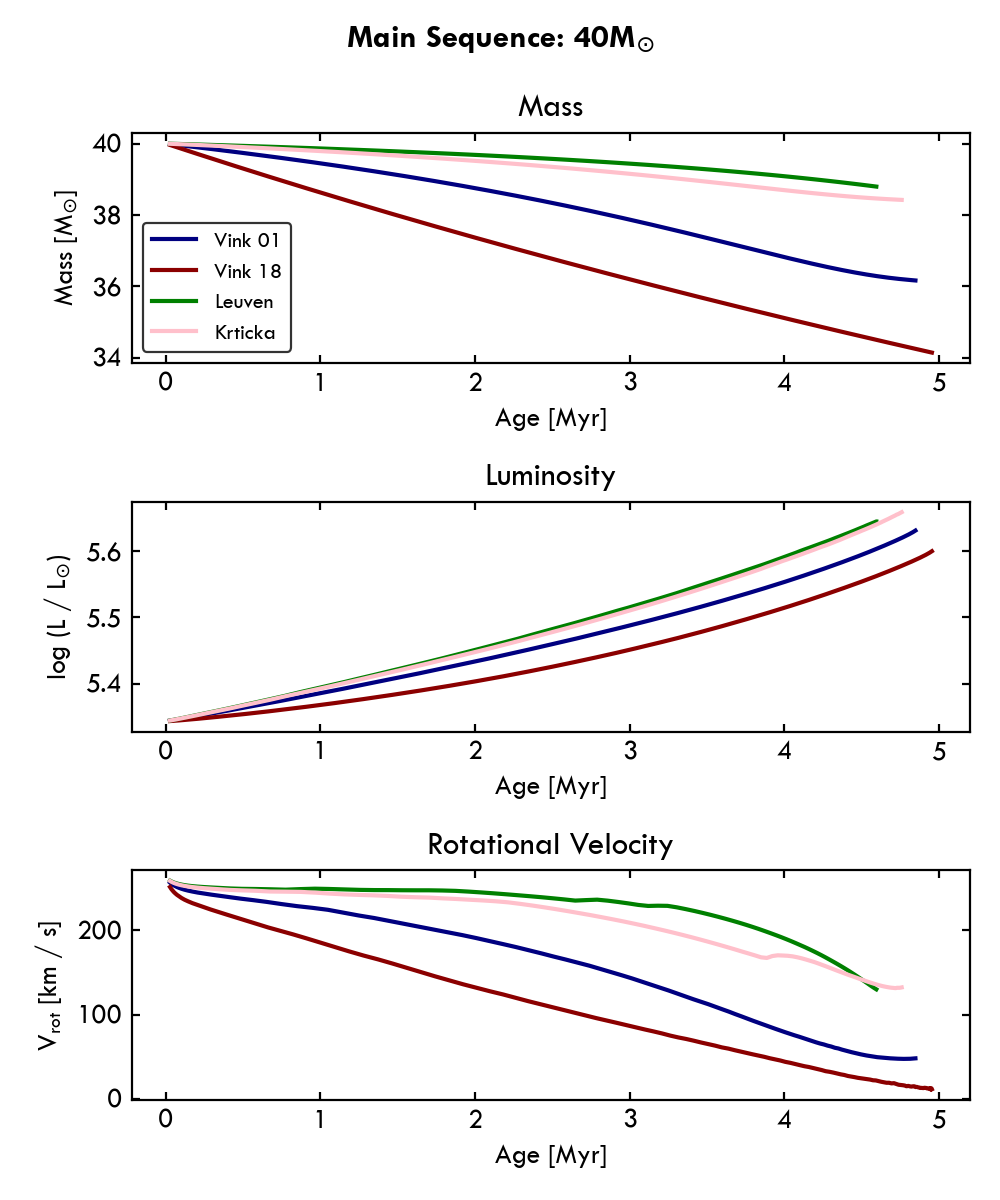 Main Sequence: 40M☉
Mass
Mass [M☉]
40
38
36
34
Vink 01
Vink 18
Leuven
Krticka
0 1 2 3 4 5
Age [Myr]
Luminosity
log (L / L☉)
5.6
5.5
5.4
0 1 2 3 4 5
Age [Myr]
Rotational Velocity
Vrot [km / s]
200
100
0
0 1 2 3 4 5
Age [Myr]